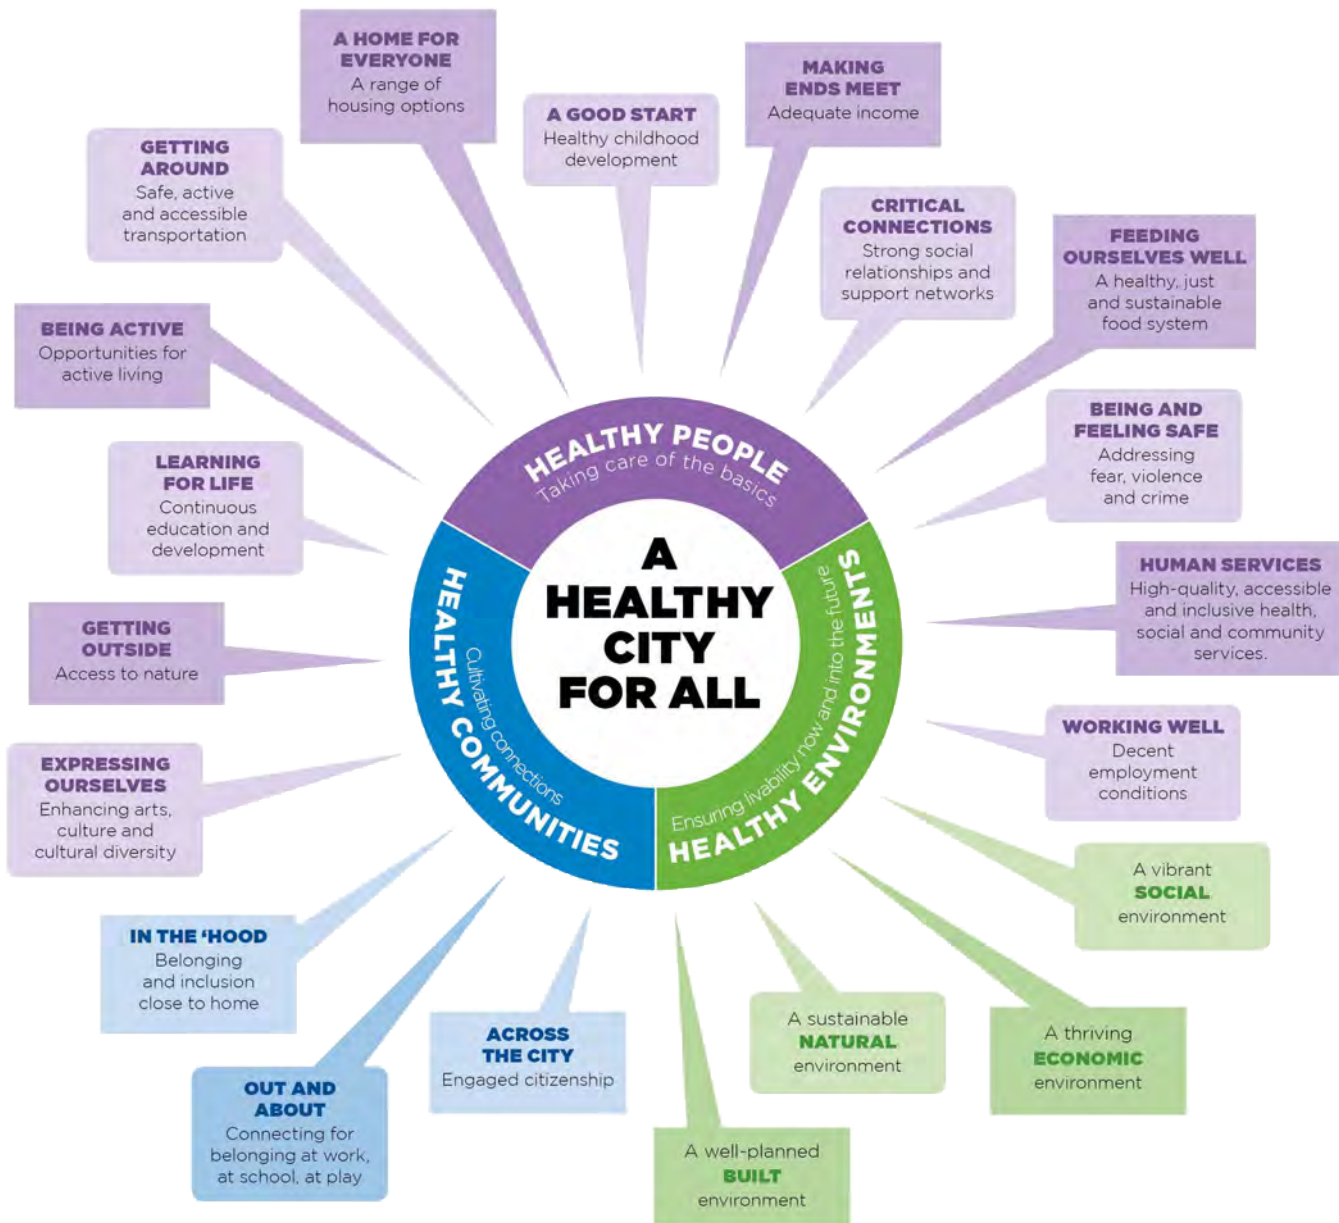 A HOME FOR
EVERYONE
A range of
housing options
A GOOD START
Healthy childhood
development
MAKING
ENDS MEET
Adequate income
GETTING
AROUND
Safe, active
and accessible
transportation
CRITICAL
CONNECTIONS
Strong social
relationships and
support networks
FEEDING
OURSELVES WELL
A healthy, just
and sustainable
food system
BEING ACTIVE
Opportunities for
active living
BEING AND
FEELING SAFE
Addressing
fear, violence
and crime
LEARNING
FOR LIFE
Continuous
education and
development
HUMAN SERVICES
High-quality, accessible
and inclusive health,
social and community
services.
GETTING
OUTSIDE
Access to nature
WORKING WELL
Decent
employment
conditions
EXPRESSING
OURSELVES
Enhancing arts,
culture and
cultural diversity
HEALTHY PEOPLE
Taking care of the basics
HEALTHY COMMUNITIES
Cultivating connections
Ensuring livability now and into the future
HEALTHY ENVIRONMENTS
A
HEALTHY
CITY
FOR ALL
A vibrant
SOCIAL
environment
IN THE ‘HOOD
Belonging
and inclusion
close to home
A sustainable
NATURAL
environment
A thriving
ECONOMIC
environment
ACROSS
THE CITY
Engaged citizenship
OUT AND
ABOUT
Connecting for
belonging at work,
at school, at play
A well-planned
BUILT
environment